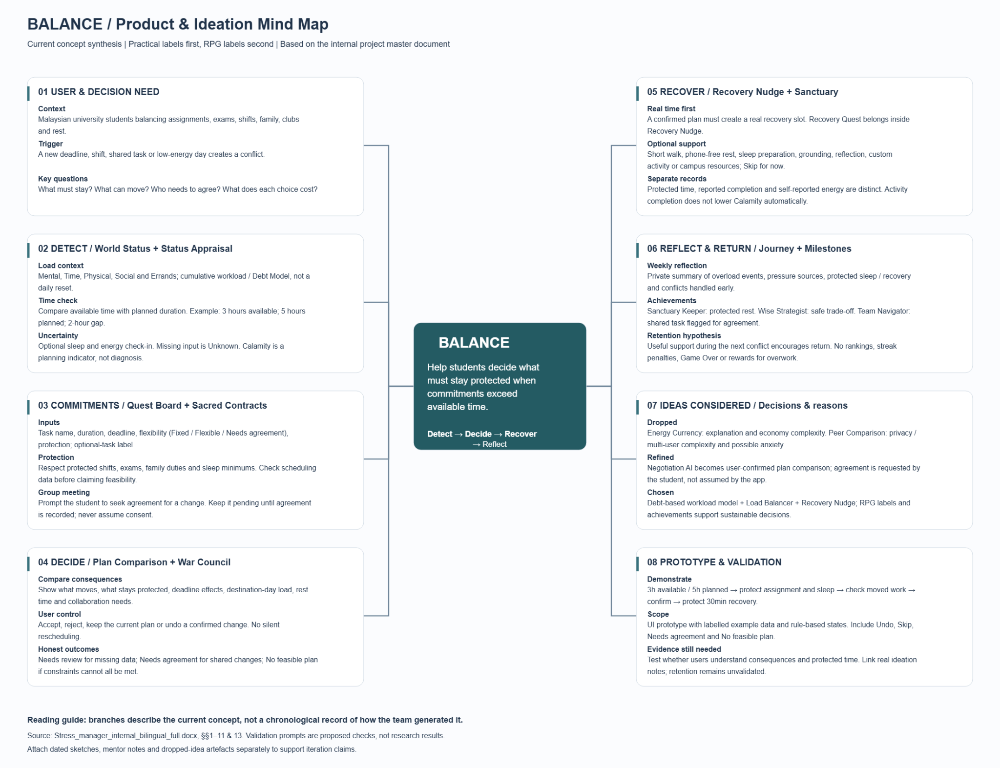 BALANCE / Product & Ideation Mind Map
Current concept synthesis | Practical labels first, RPG labels second | Based on the internal project master document
01 USER & DECISION NEED
Context
Malaysian university students balancing assignments, exams, shifts, family, clubs
and rest.
Trigger
A new deadline, shift, shared task or low-energy day creates a conflict.
Key questions
What must stay? What can move? Who needs to agree? What does each choice cost?
02 DETECT / World Status + Status Appraisal
Load context
Mental, Time, Physical, Social and Errands; cumulative workload / Debt Model, not a
daily reset.
Time check
Compare available time with planned duration. Example: 3 hours available; 5 hours
planned; 2-hour gap.
Uncertainty
Optional sleep and energy check-in. Missing input is Unknown. Calamity is a
planning indicator, not diagnosis.
03 COMMITMENTS / Quest Board + Sacred Contracts
Inputs
Task name, duration, deadline, flexibility (Fixed / Flexible / Needs agreement),
protection; optional-task label.
Protection
Respect protected shifts, exams, family duties and sleep minimums. Check scheduling
data before claiming feasibility.
Group meeting
Prompt the student to seek agreement for a change. Keep it pending until agreement
is recorded; never assume consent.
04 DECIDE / Plan Comparison + War Council
Compare consequences
Show what moves, what stays protected, deadline effects, destination-day load, rest
time and collaboration needs.
User control
Accept, reject, keep the current plan or undo a confirmed change. No silent
rescheduling.
Honest outcomes
Needs review for missing data; Needs agreement for shared changes; No feasible plan
if constraints cannot all be met.
BALANCE
Help students decide what
must stay protected when
commitments exceed
available time.
Detect → Decide → Recover
→ Reflect
05 RECOVER / Recovery Nudge + Sanctuary
Real time first
A confirmed plan must create a real recovery slot. Recovery Quest belongs inside
Recovery Nudge.
Optional support
Short walk, phone-free rest, sleep preparation, grounding, reflection, custom
activity or campus resources; Skip for now.
Separate records
Protected time, reported completion and self-reported energy are distinct. Activity
completion does not lower Calamity automatically.
06 REFLECT & RETURN / Journey + Milestones
Weekly reflection
Private summary of overload events, pressure sources, protected sleep / recovery
and conflicts handled early.
Achievements
Sanctuary Keeper: protected rest. Wise Strategist: safe trade-off. Team Navigator:
shared task flagged for agreement.
Retention hypothesis
Useful support during the next conflict encourages return. No rankings, streak
penalties, Game Over or rewards for overwork.
07 IDEAS CONSIDERED / Decisions & reasons
Dropped
Energy Currency: explanation and economy complexity. Peer Comparison: privacy /
multi-user complexity and possible anxiety.
Refined
Negotiation AI becomes user-confirmed plan comparison; agreement is requested by
the student, not assumed by the app.
Chosen
Debt-based workload model + Load Balancer + Recovery Nudge; RPG labels and
achievements support sustainable decisions.
08 PROTOTYPE & VALIDATION
Demonstrate
3h available / 5h planned → protect assignment and sleep → check moved work →
confirm → protect 30min recovery.
Scope
UI prototype with labelled example data and rule-based states. Include Undo, Skip,
Needs agreement and No feasible plan.
Evidence still needed
Test whether users understand consequences and protected time. Link real ideation
notes; retention remains unvalidated.
Reading guide: branches describe the current concept, not a chronological record of how the team generated it.
Source: Stress_manager_internal_bilingual_full.docx, §§1–11 & 13. Validation prompts are proposed checks, not research results.
Attach dated sketches, mentor notes and dropped-idea artefacts separately to support iteration claims.